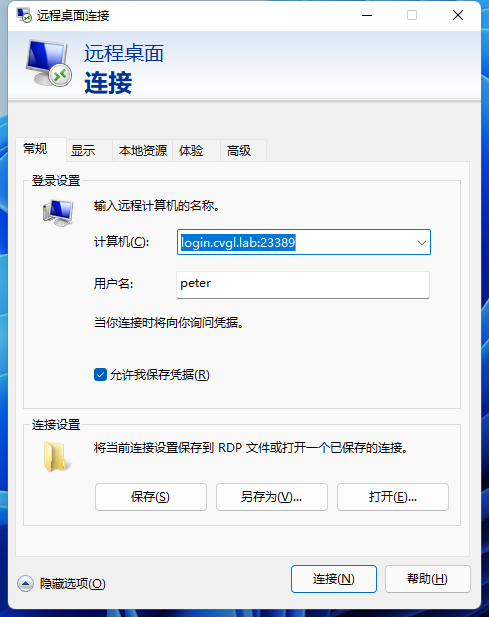 远程桌面连接
远程桌面
连接
常规 显示 本地资源 体验 高级
登录设置
输入远程计算机的名称。
计算机(C): login.cvgl.lab:23389
用户名: peter
当你连接时将向你询问凭据。
允许我保存凭据(R)
连接设置
将当前连接设置保存到 RDP 文件或打开一个已保存的连接。
保存(S) 另存为(V)... 打开(E)...
隐藏选项(O) 连接(N) 帮助(H)